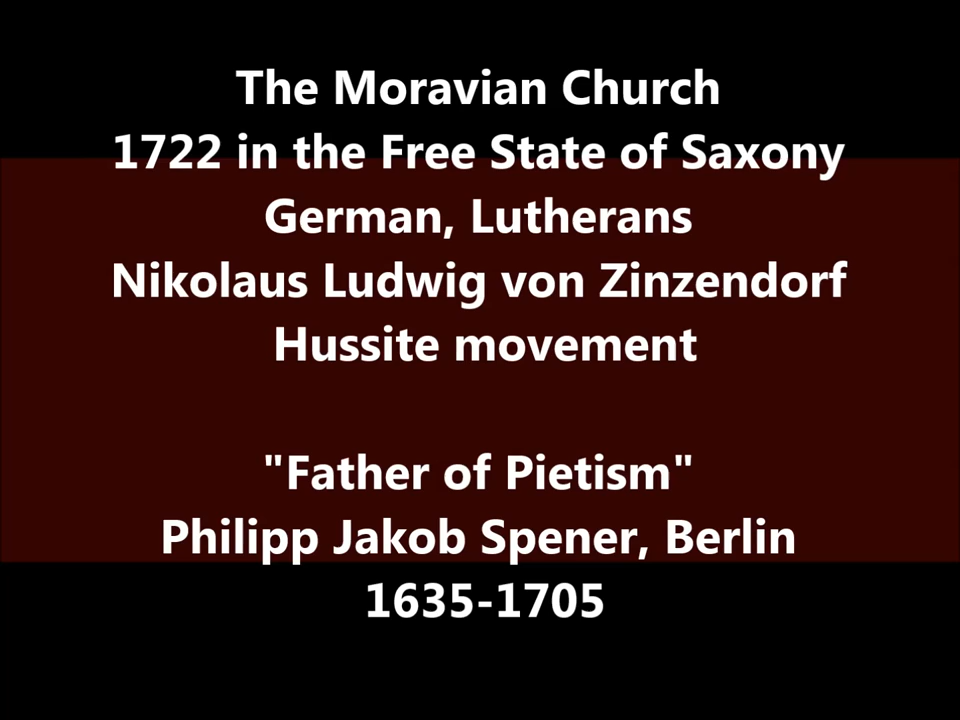 The Moravian Church
1722 in the Free State of Saxony
German, Lutherans
Nikolaus Ludwig von Zinzendorf
Hussite movement
"Father of Pietism"
Philipp Jakob Spener, Berlin
1635-1705